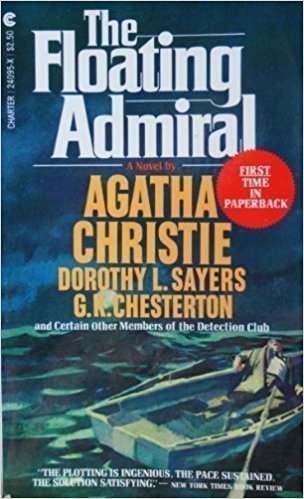 CHARTER | 24095-X | $2.50
The
Floating
Admiral
A Novel by
AGATHA
CHRISTIE
DOROTHY L. SAYERS
G.K. CHESTERTON
and Certain Other Members of the Detection Club
FIRST
TIME IN
PAPERBACK
"THE PLOTTING IS INGENIOUS, THE PACE SUSTAINED,
THE SOLUTION SATISFYING." — NEW YORK TIMES BOOK REVIEW